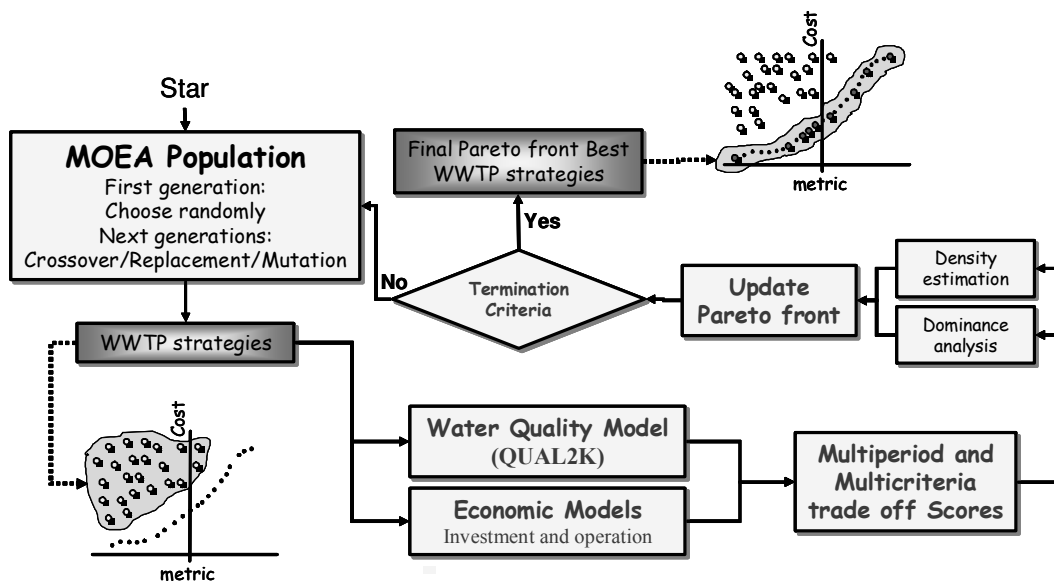 Star
MOEA Population
First generation:
Choose randomly
Next generations:
Crossover/Replacement/Mutation
WWTP strategies
Cost
metric
Water Quality Model
(QUAL2K)
Economic Models
Investment and operation
Multiperiod and
Multicriteria
trade off Scores
Density
estimation
Dominance
analysis
Update
Pareto front
Termination
Criteria
No
Yes
Final Pareto front Best
WWTP strategies
Cost
metric